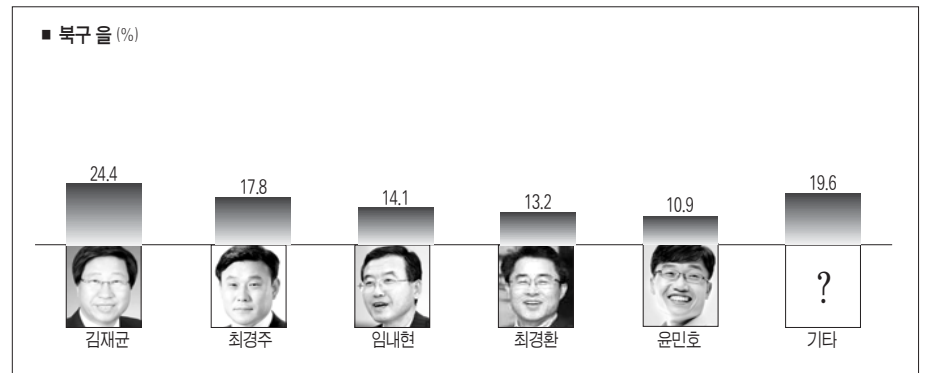 ■ 북구 을 (%)
24.4
17.8
14.1
13.2
10.9
19.6
?
김재균
최경주
임내현
최경환
윤민호
기타